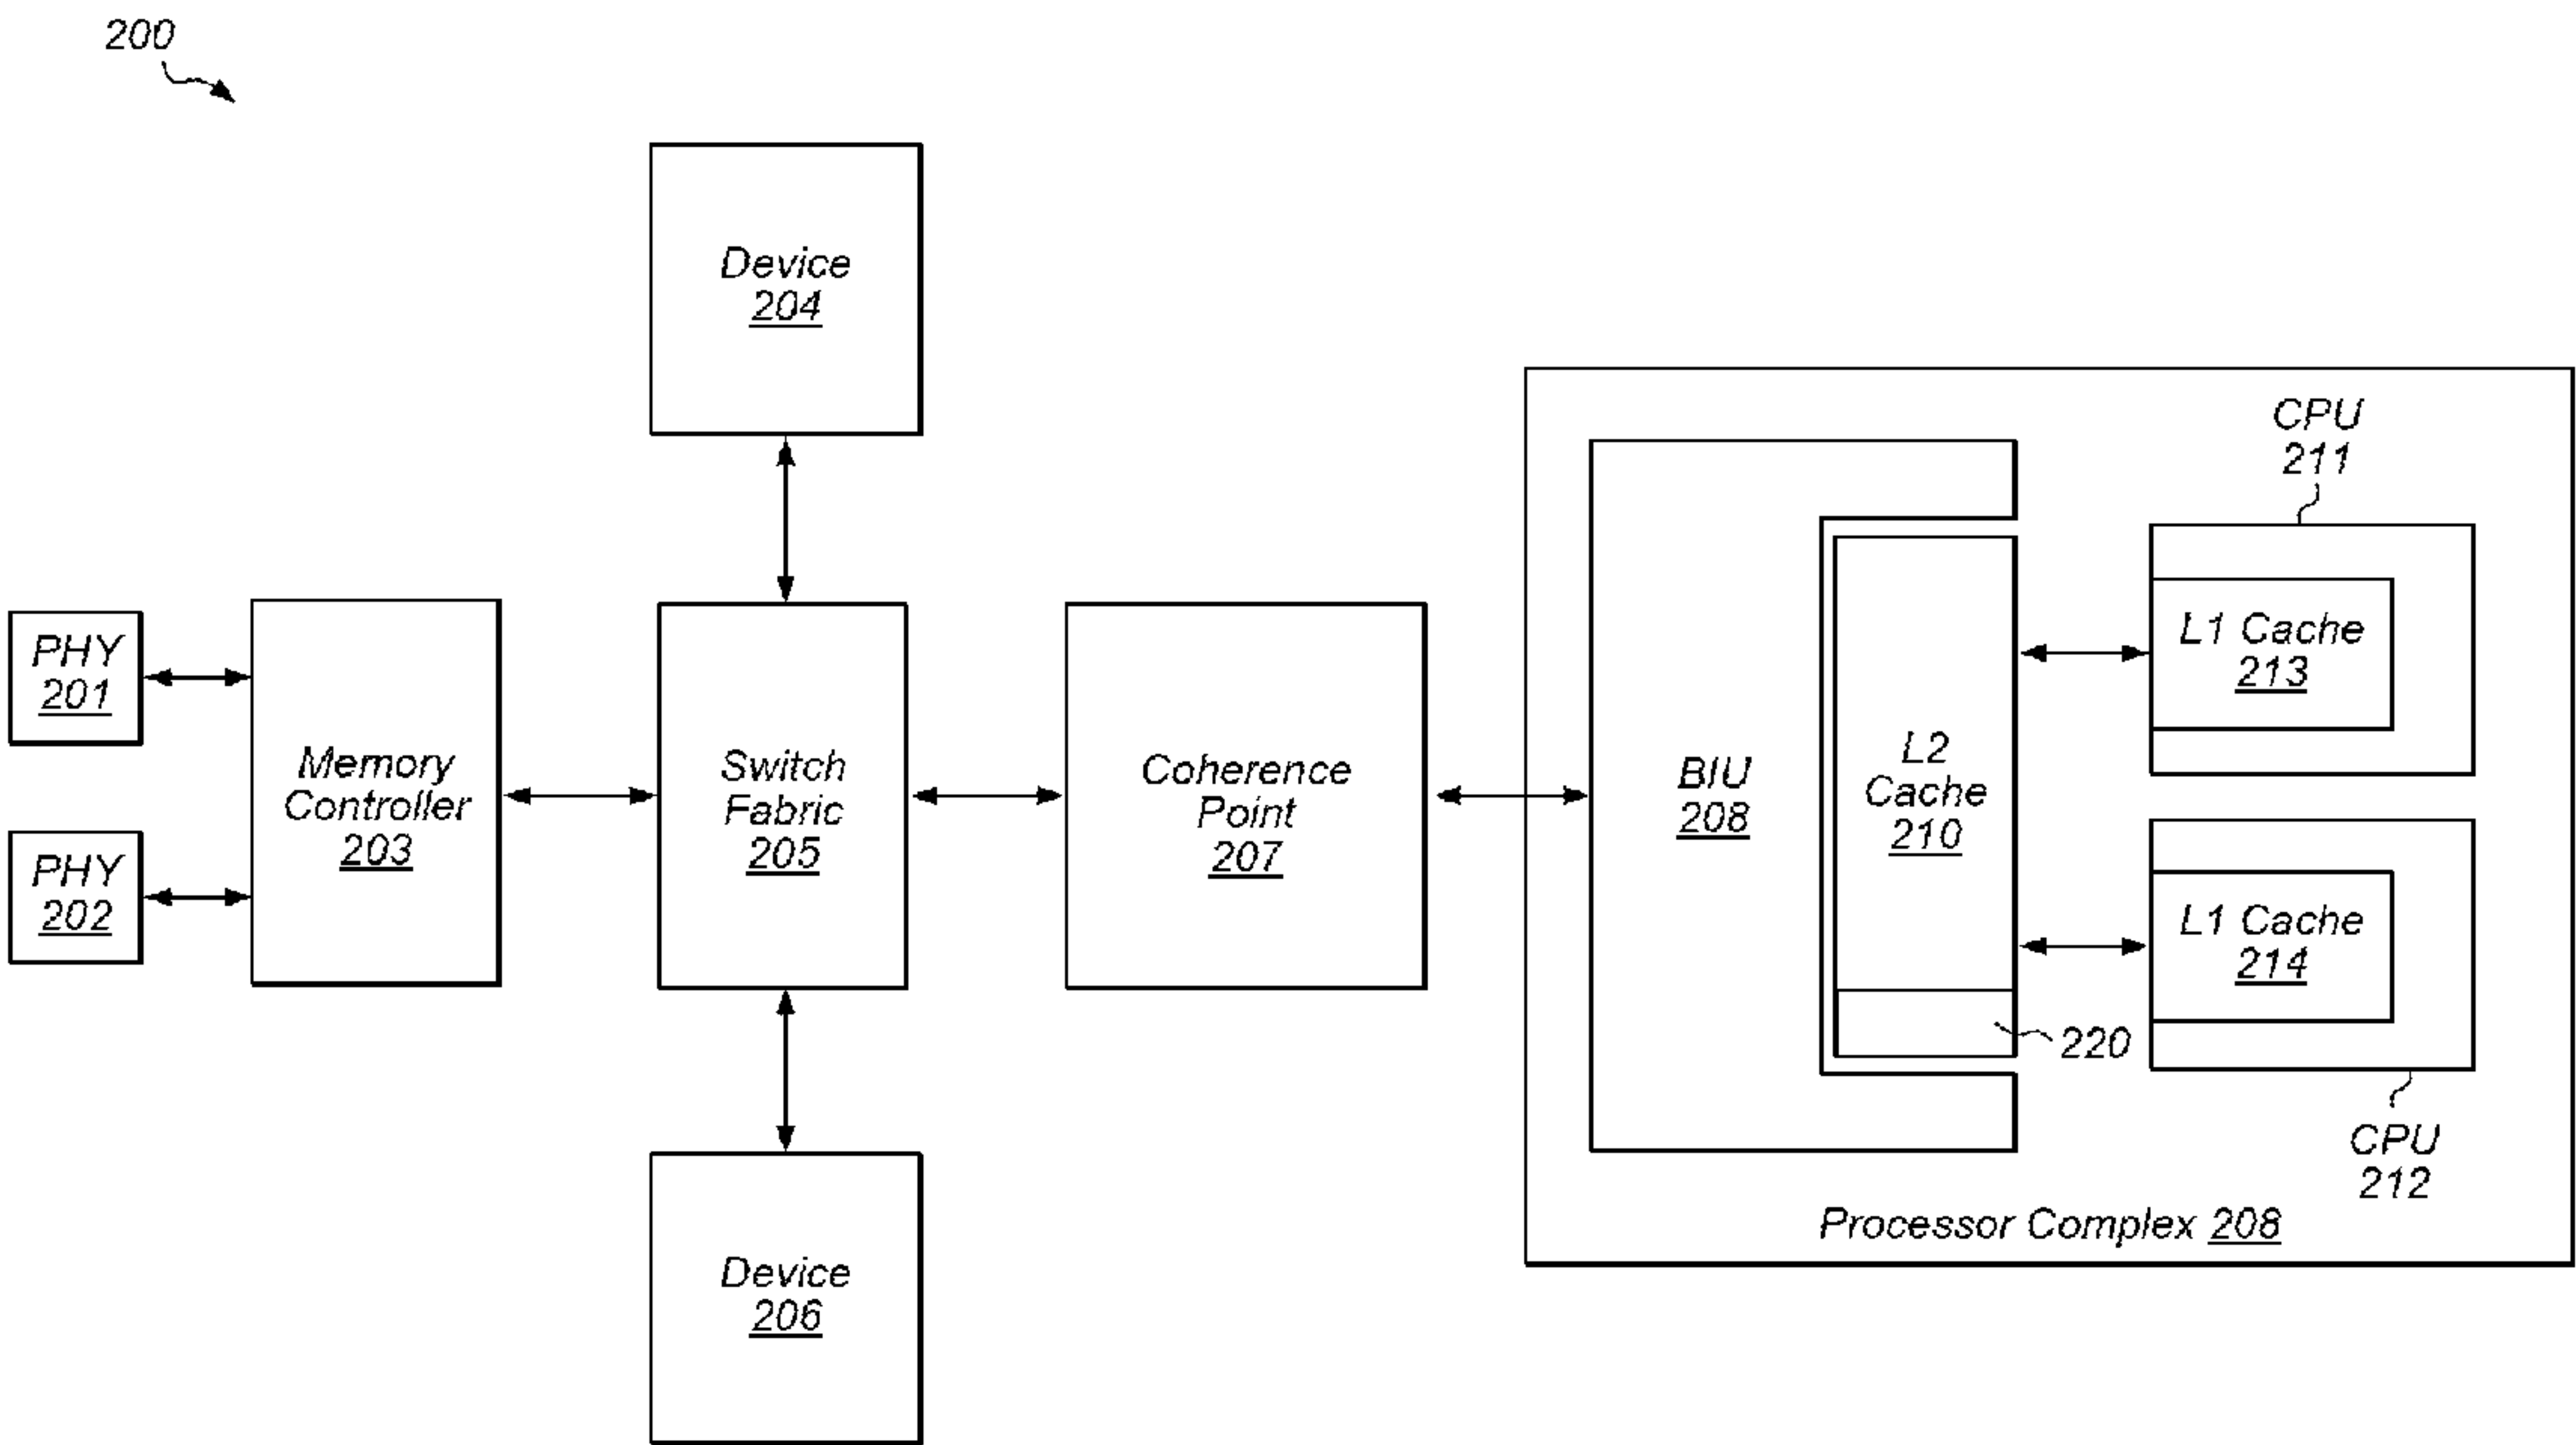 200
Device
204
PHY
201
PHY
202
Memory
Controller
203
Switch
Fabric
205
Coherence
Point
207
Device
206
BIU
208
L2
Cache
210
220
CPU
211
L1 Cache
213
L1 Cache
214
CPU
212
Processor Complex 208